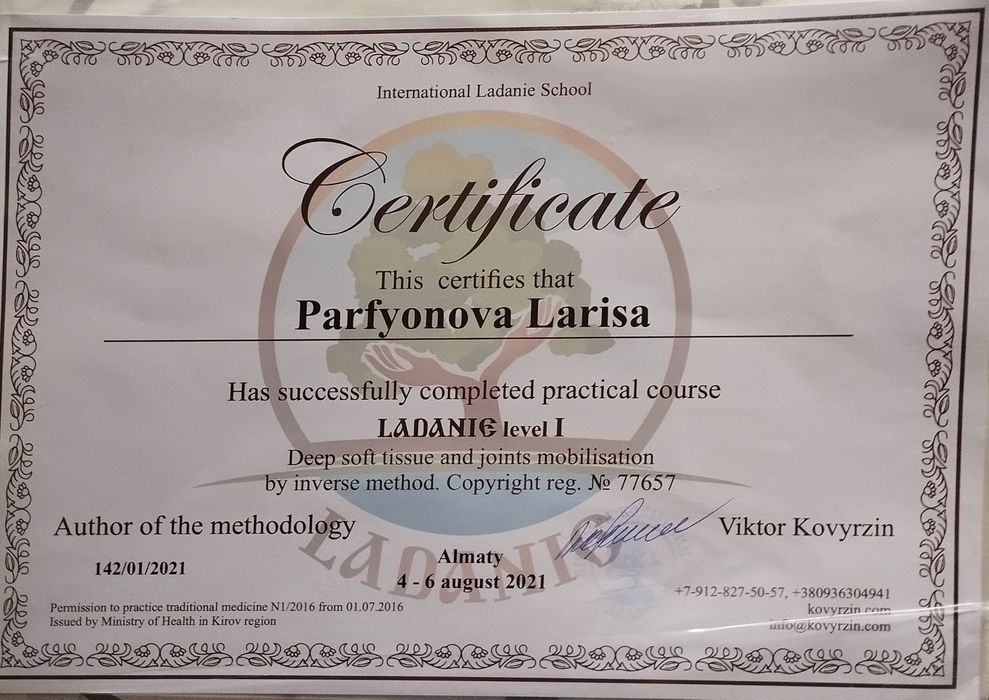 International Ladanie School
Certificate
This certifies that
Parfyonova Larisa
Has successfully completed practical course
LADANIE level I
Deep soft tissue and joints mobilisation
by inverse method. Copyright reg. № 77657
Author of the methodology
Viktor Kovyrzin
LADANIE
142/01/2021
Almaty
4 - 6 august 2021
Permission to practice traditional medicine N1/2016 from 01.07.2016
Issued by Ministry of Health in Kirov region
+7-912-827-50-57, +380936304941
kovyrzin.com
info@kovyrzin.com